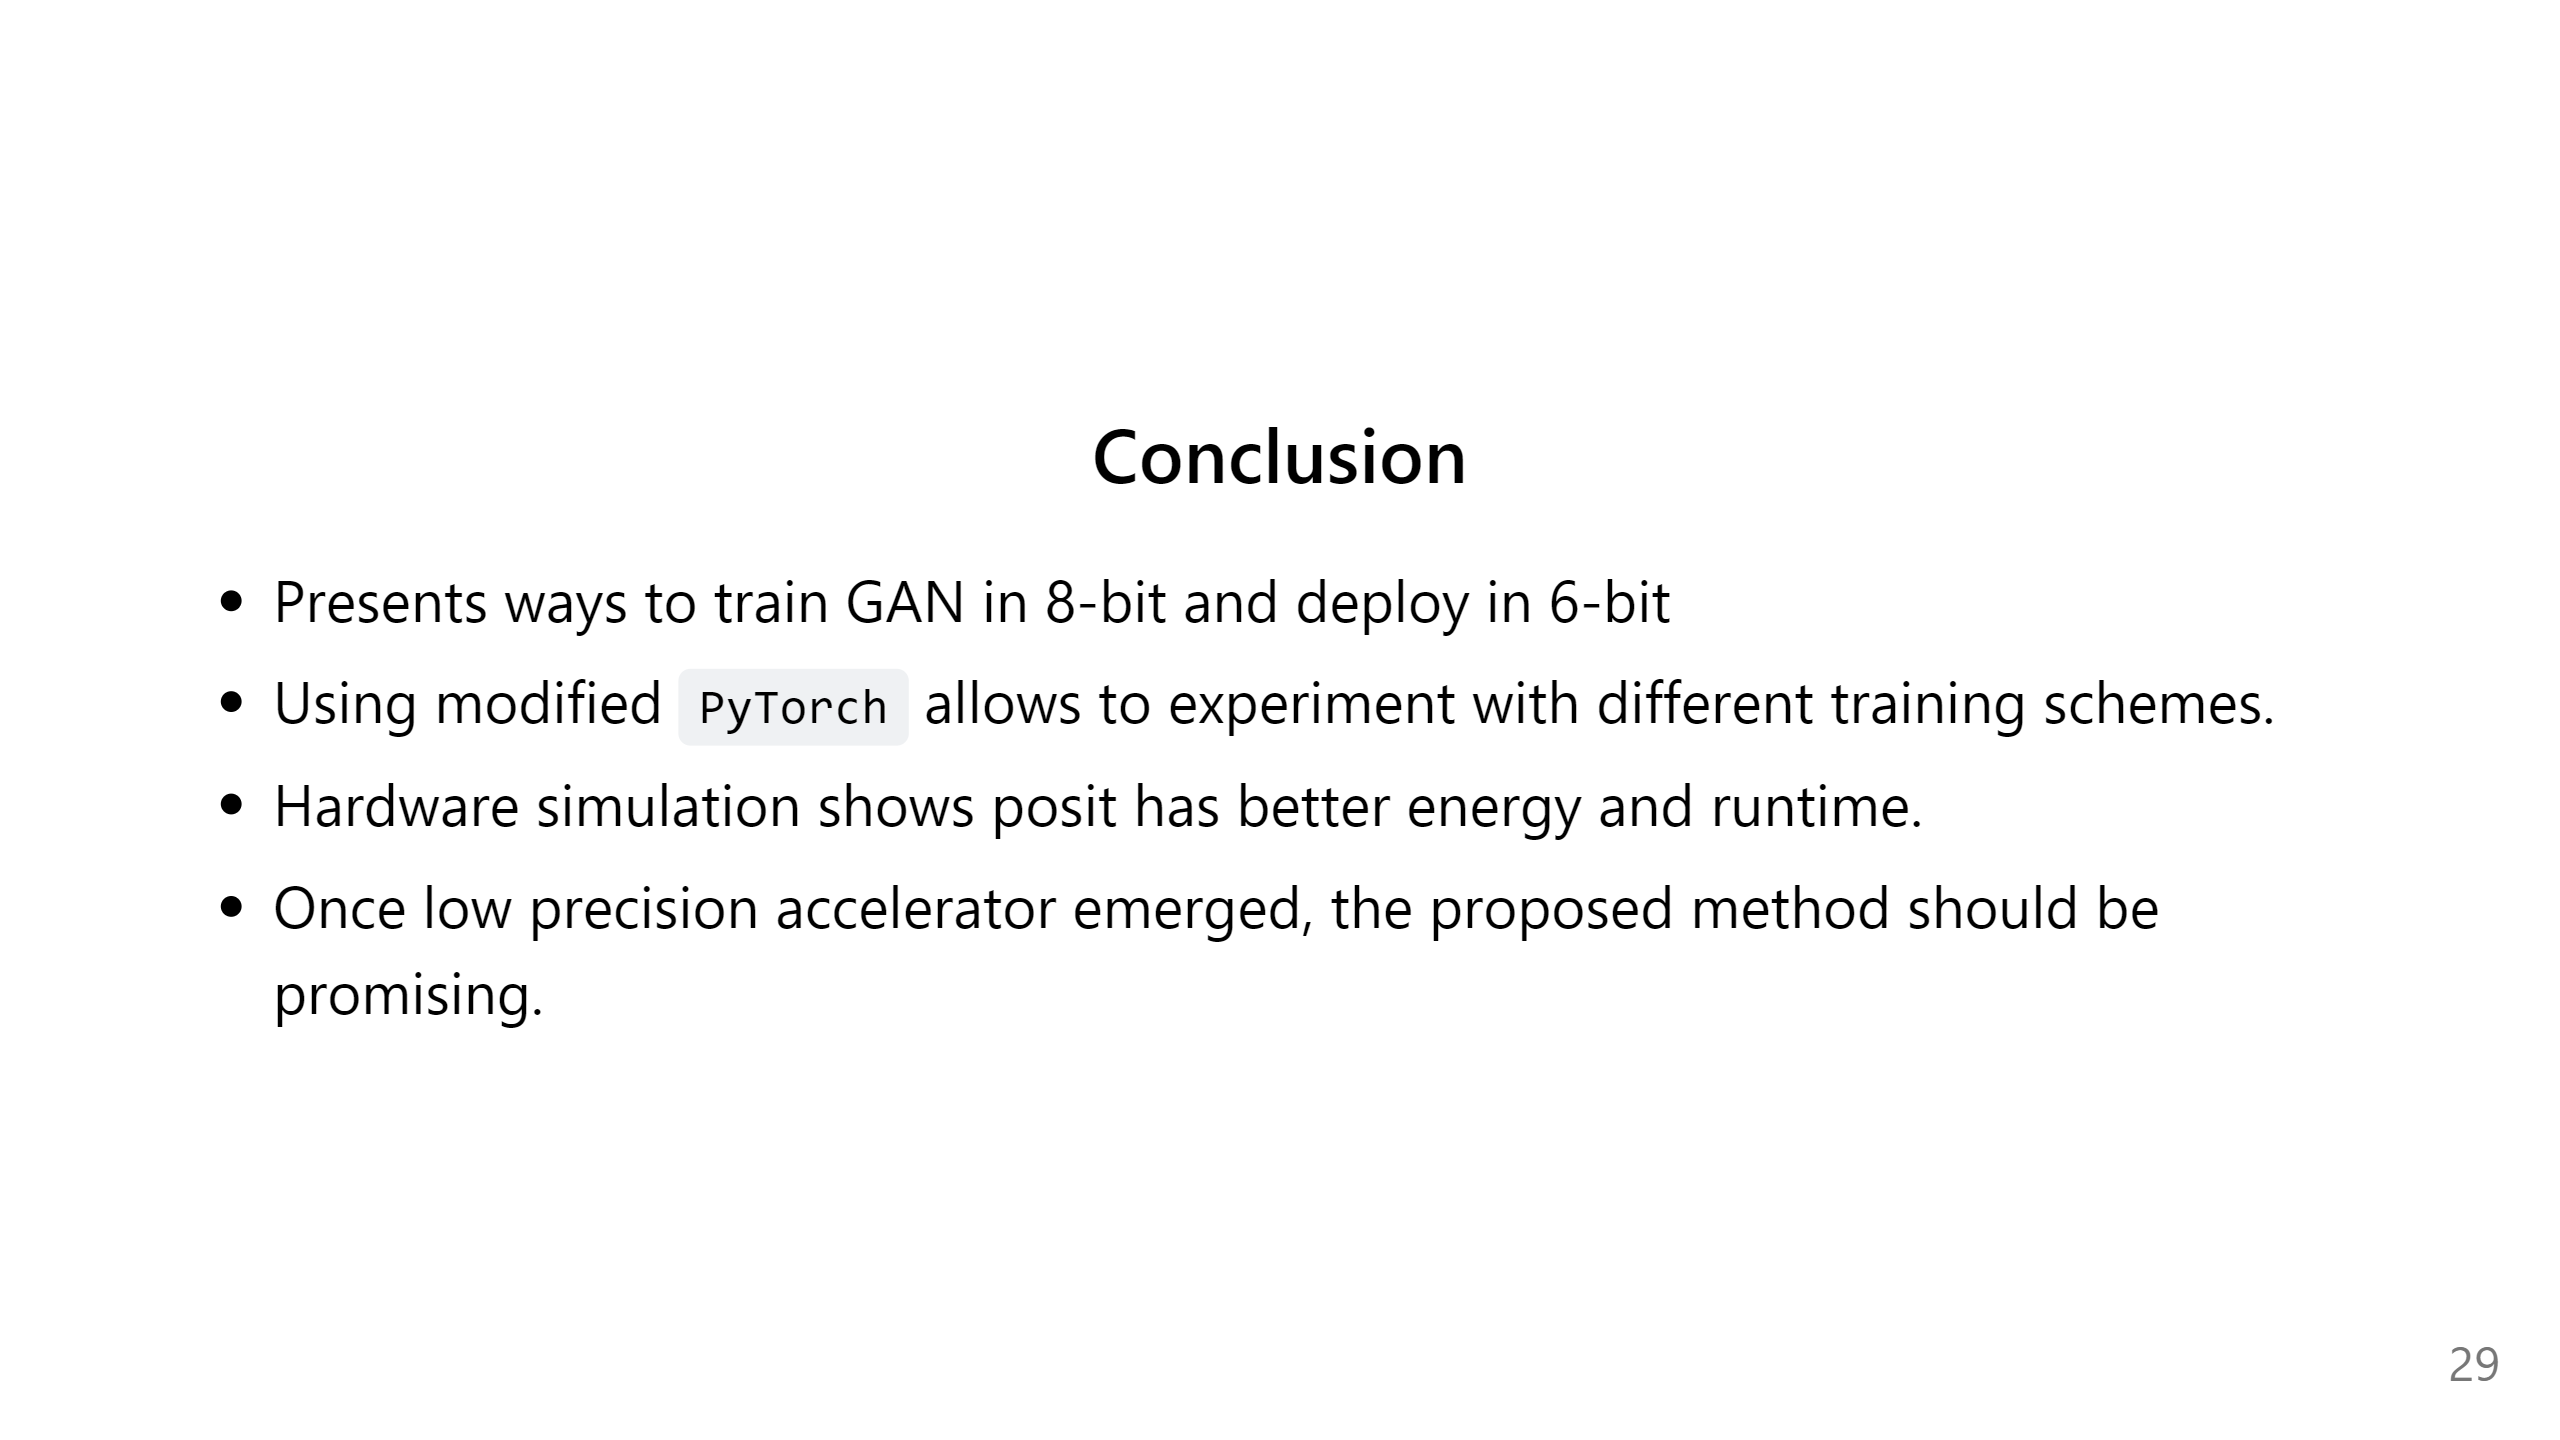 Conclusion
• Presents ways to train GAN in 8-bit and deploy in 6-bit
• Using modified PyTorch allows to experiment with different training schemes.
• Hardware simulation shows posit has better energy and runtime.
• Once low precision accelerator emerged, the proposed method should be
promising.
29